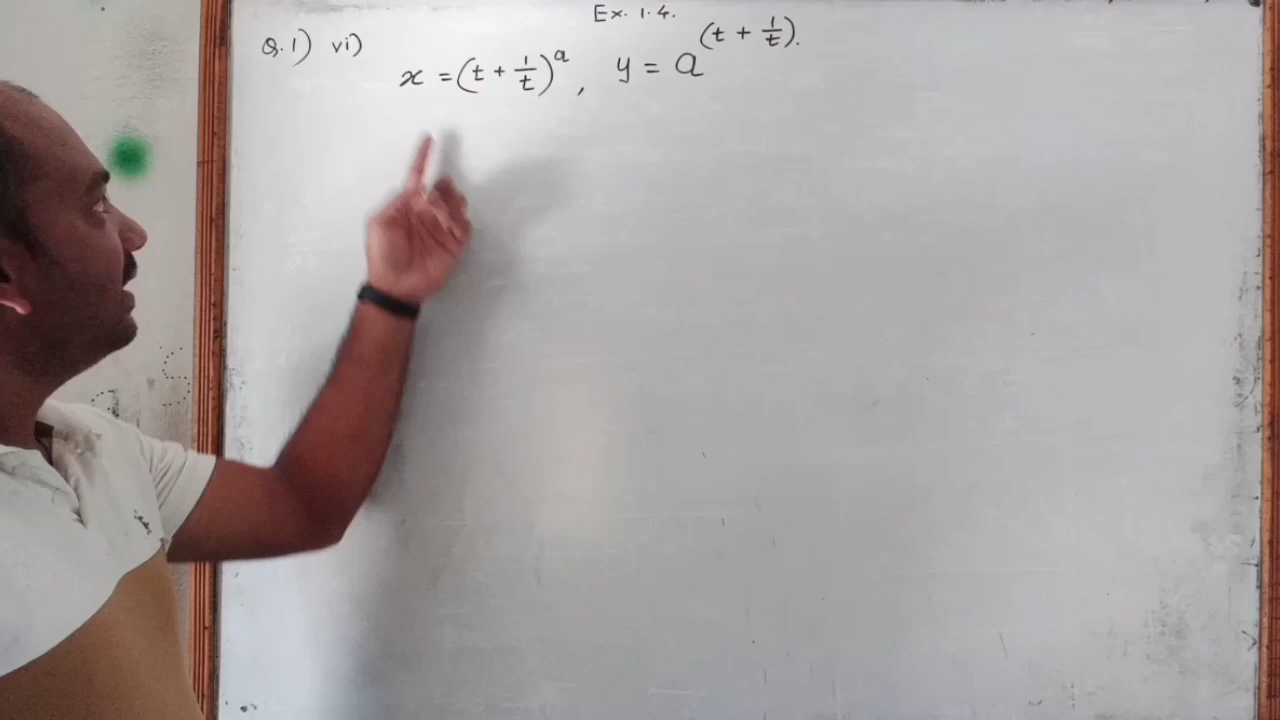 Ex. 1.4.
Q.1) vi) x = (t + 1/t)^a , y = a^(t + 1/t).